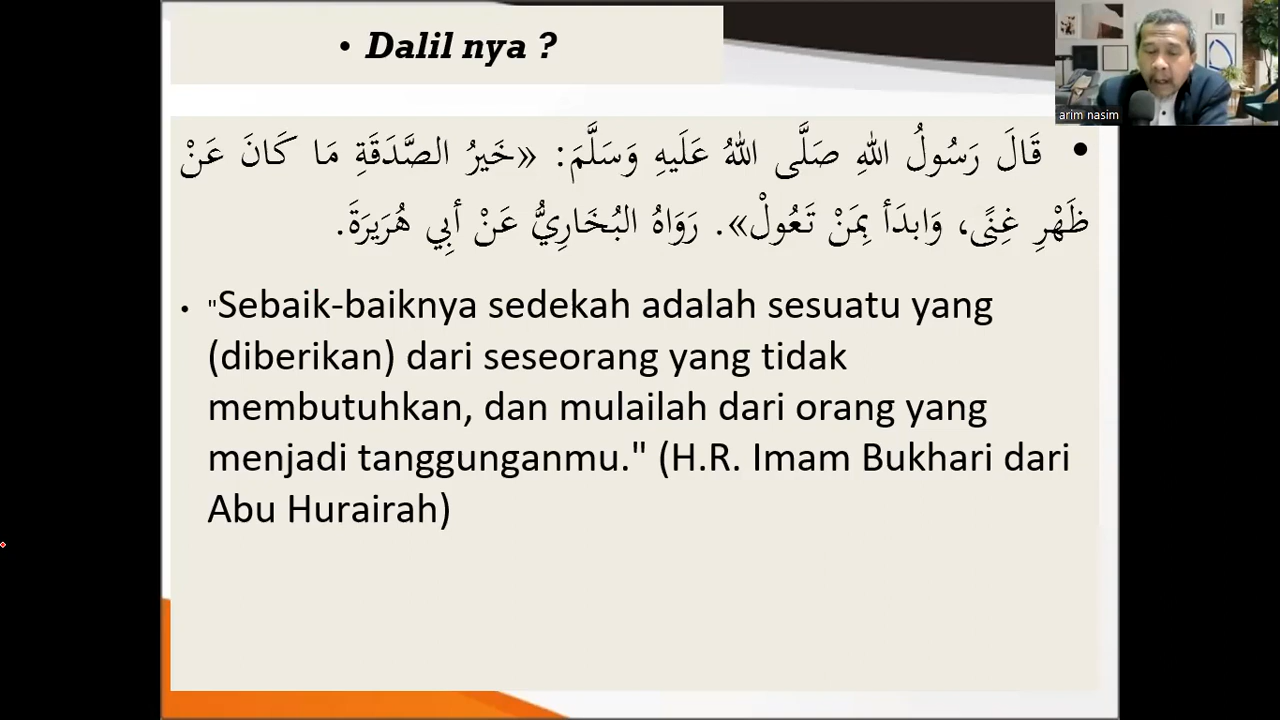 • Dalil nya ?
arim nasim
• قَالَ رَسُولُ اللهِ صَلَّى اللهُ عَلَيهِ وَسَلَّمَ: «خَيرُ الصَّدَقَةِ مَا كَانَ عَنْ
ظَهْرِ غِنًى، وَابدَأ بِمَنْ تَعُولْ». رَوَاهُ البُخَارِيُّ عَنْ أبِي هُرَيرَةَ.
• "Sebaik-baiknya sedekah adalah sesuatu yang
(diberikan) dari seseorang yang tidak
membutuhkan, dan mulailah dari orang yang
menjadi tanggunganmu." (H.R. Imam Bukhari dari
Abu Hurairah)